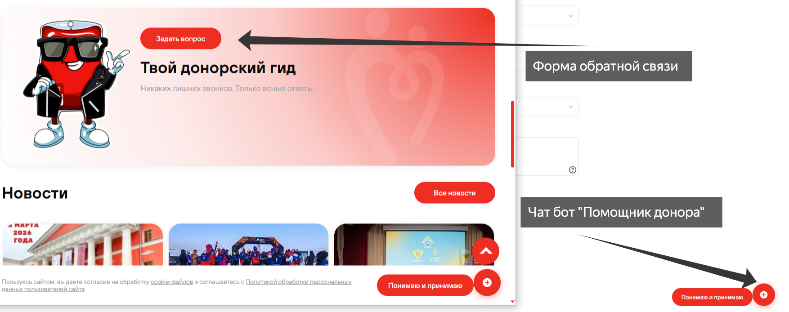 Задать вопрос
Твой донорский гид
Никаких лишних звонков. Только ясные ответы.
Форма обратной связи
Новости
Все новости
Чат бот "Помощник донора"
МАРТА
2026
ГОДА
Пользуясь сайтом, вы даете согласие на обработку cookie-файлов и соглашаетесь с Политикой обработки персональных
данных пользователей сайта
Понимаю и принимаю
Понимаю и принимаю